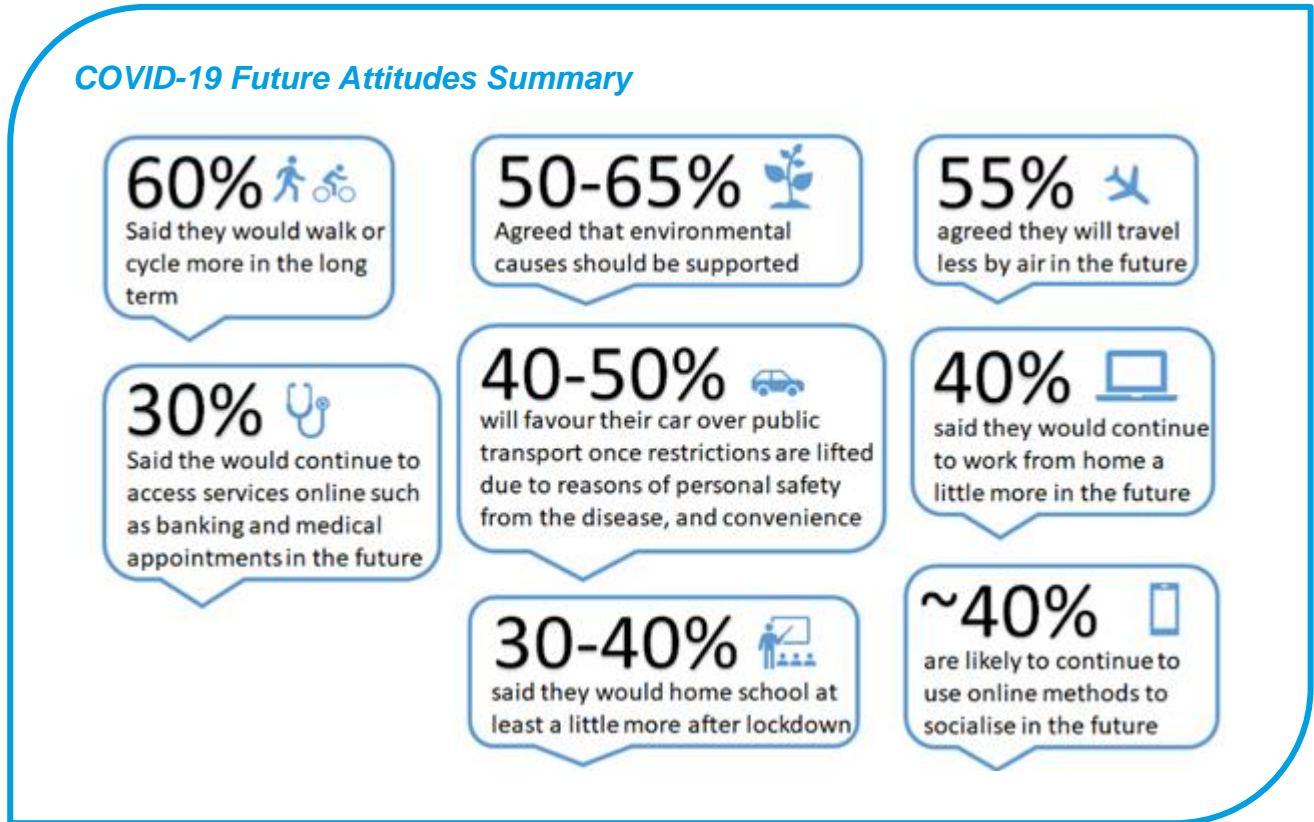 COVID-19 Future Attitudes Summary
60%
Said they would walk or
cycle more in the long
term
50-65%
Agreed that environmental
causes should be supported
55%
agreed they will travel
less by air in the future
30%
Said the would continue to
access services online such
as banking and medical
appointments in the future
40-50%
will favour their car over public
transport once restrictions are lifted
due to reasons of personal safety
from the disease, and convenience
40%
said they would continue
to work from home a
little more in the future
30-40%
said they would home school at
least a little more after lockdown
~40%
are likely to continue to
use online methods to
socialise in the future